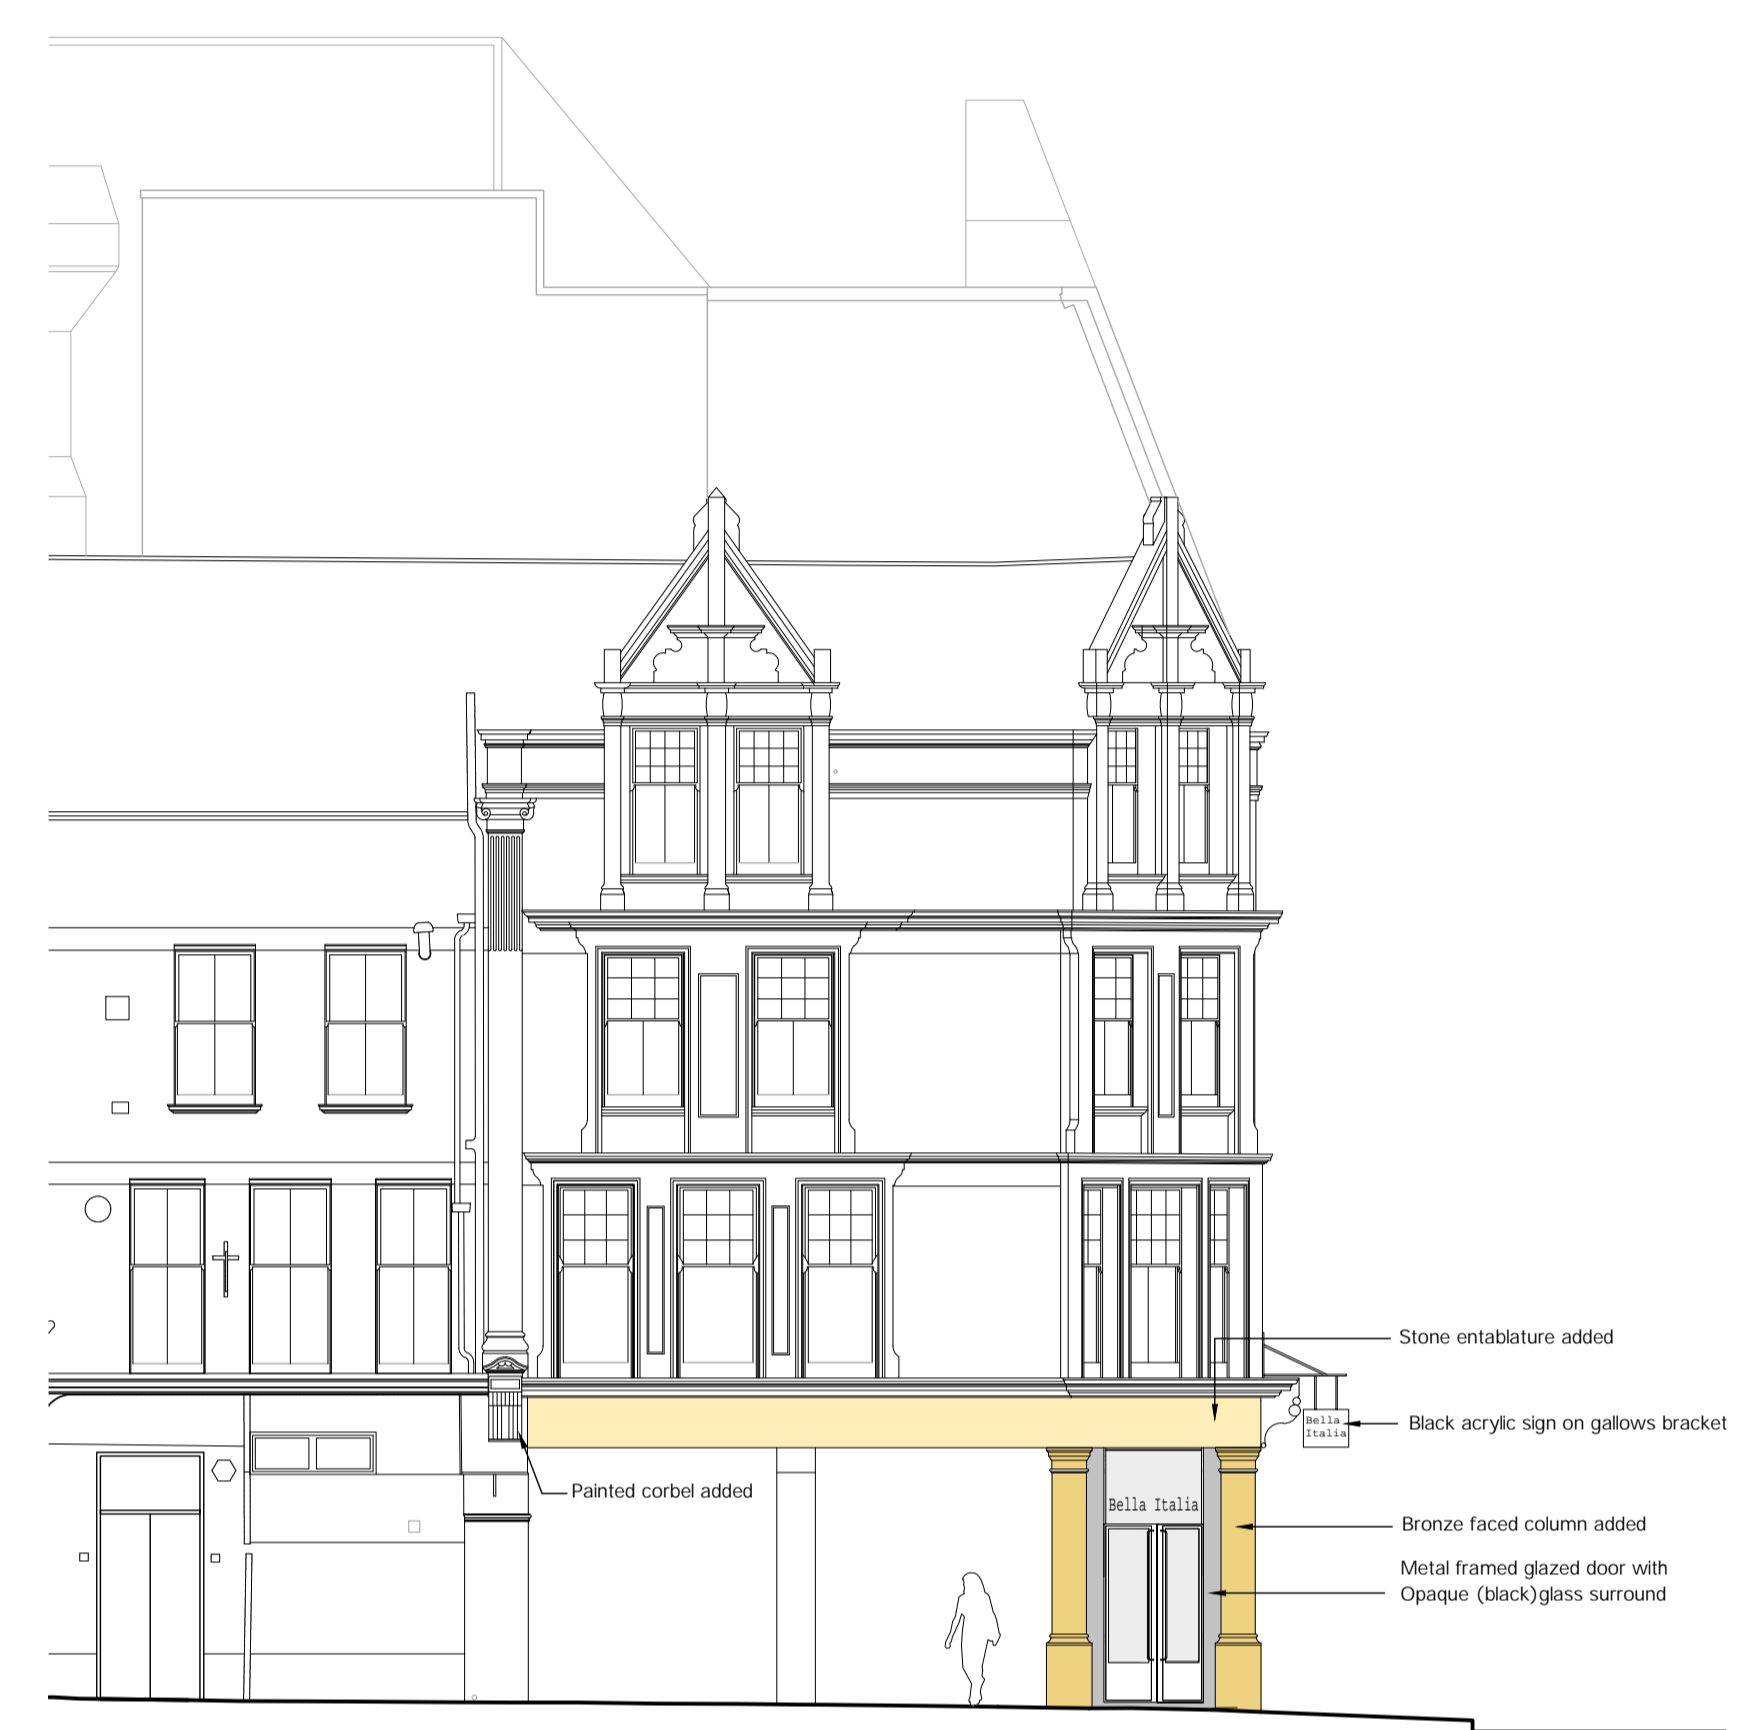 Stone entablature added
Bella
Italia
Black acrylic sign on gallows bracket
Painted corbel added
Bella Italia
Bronze faced column added
Metal framed glazed door with
Opaque (black)glass surround